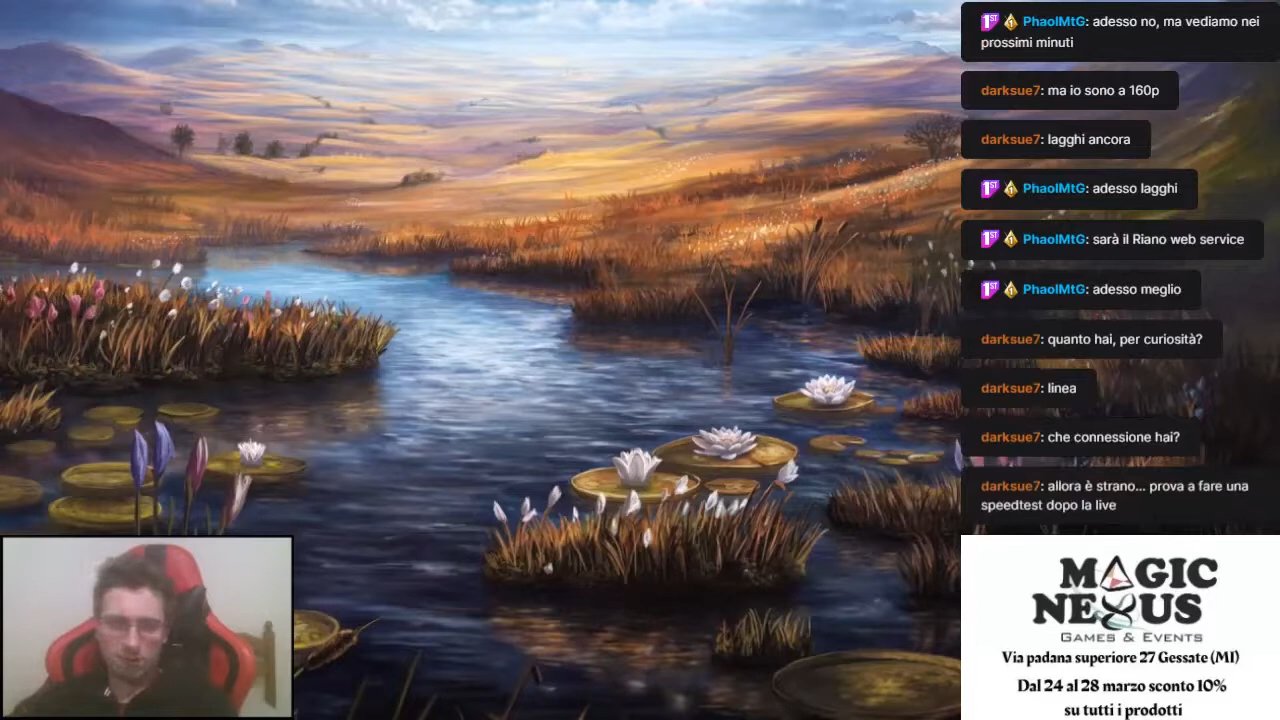 PhaolMtG: adesso no, ma vediamo nei
prossimi minuti
darksue7: ma io sono a 160p
darksue7: lagghi ancora
PhaolMtG: adesso lagghi
PhaolMtG: sarà il Riano web service
PhaolMtG: adesso meglio
darksue7: quanto hai, per curiosità?
darksue7: linea
darksue7: che connessione hai?
darksue7: allora è strano... prova a fare una
speedtest dopo la live
MAGIC
NEXUS
GAMES & EVENTS
Via padana superiore 27 Gessate (MI)
Dal 24 al 28 marzo sconto 10%
su tutti i prodotti